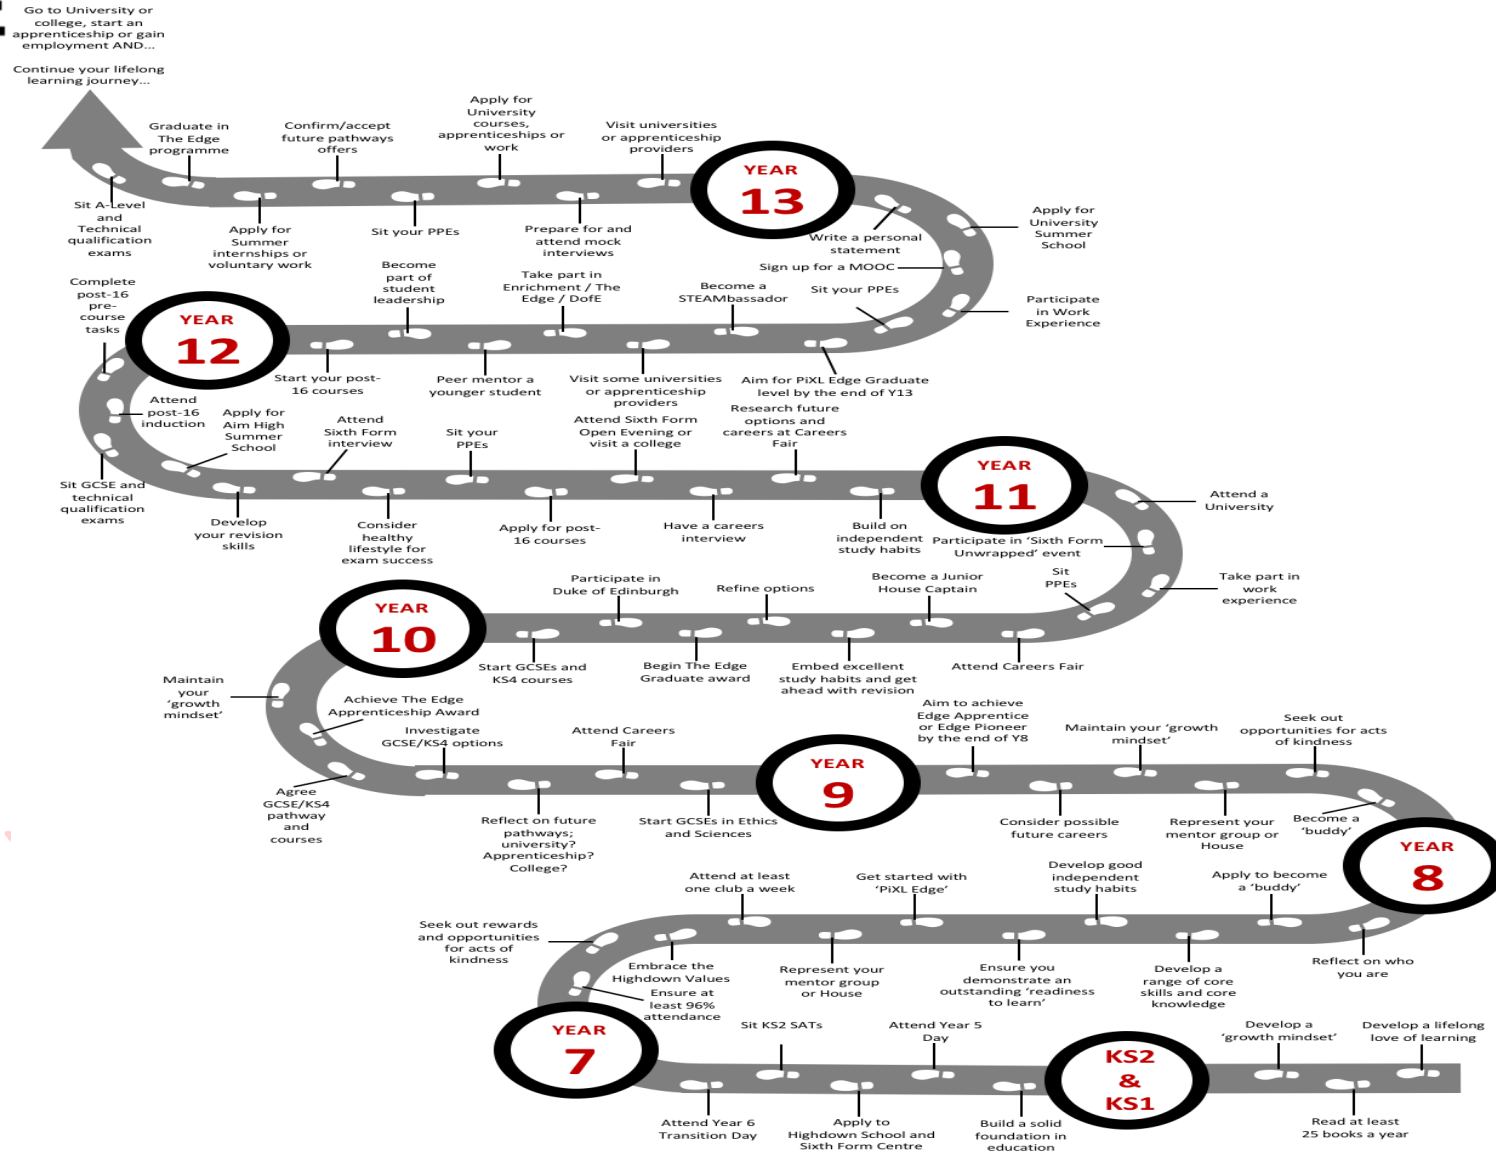 Go to University or
college, start an
apprenticeship or gain
employment AND...
Continue your lifelong
learning journey...
Graduate in
The Edge
programme
Confirm/accept
future pathways
offers
Apply for
University
courses,
apprenticeships or
work
Visit universities
or apprenticeship
providers
YEAR
13
Sit A-Level
and
Technical
qualification
exams
Apply for
Summer
internships or
voluntary work
Sit your PPEs
Prepare for and
attend mock
interviews
Write a personal
statement
Apply for
University
Summer
School
Sign up for a MOOC
Sit your PPEs
Participate
in Work
Experience
Complete
post-16
pre-
course
tasks
YEAR
12
Become
part of
student
leadership
Take part in
Enrichment / The
Edge / DofE
Become a
STEAMbassador
Start your post-
16 courses
Peer mentor a
younger student
Visit some universities
or apprenticeship
providers
Aim for PiXL Edge Graduate
level by the end of Y13
Attend
post-16
induction
Apply for
Aim High
Summer
School
Attend
Sixth Form
interview
Sit your
PPEs
Attend Sixth Form
Open Evening or
visit a college
Research future
options and
careers at Careers
Fair
YEAR
11
Sit GCSE and
technical
qualification
exams
Develop
your revision
skills
Consider
healthy
lifestyle for
exam success
Apply for post-
16 courses
Have a careers
interview
Build on
independent
study habits
Attend a
University
Participate in ‘Sixth Form
Unwrapped’ event
Sit
PPEs
Take part in
work
experience
YEAR
10
Participate in
Duke of Edinburgh
Refine options
Become a Junior
House Captain
Start GCSEs and
KS4 courses
Begin The Edge
Graduate award
Embed excellent
study habits and get
ahead with revision
Attend Careers Fair
Maintain
your
‘growth
mindset’
Achieve The Edge
Apprenticeship Award
Investigate
GCSE/KS4 options
Attend Careers
Fair
YEAR
9
Aim to achieve
Edge Apprentice
or Edge Pioneer
by the end of Y8
Maintain your ‘growth
mindset’
Seek out
opportunities for acts
of kindness
Agree
GCSE/KS4
pathway
and
courses
Reflect on future
pathways;
university?
Apprenticeship?
College?
Start GCSEs in Ethics
and Sciences
Consider possible
future careers
Represent your
mentor group or
House
Become a
‘buddy’
YEAR
8
Attend at least
one club a week
Get started with
‘PiXL Edge’
Develop good
independent
study habits
Apply to become
a ‘buddy’
Seek out rewards
and opportunities
for acts of
kindness
Embrace the
Highdown Values
Represent your
mentor group
or House
Ensure you
demonstrate an
outstanding ‘readiness
to learn’
Develop a
range of core
skills and core
knowledge
Reflect on who
you are
Ensure at
least 96%
attendance
YEAR
7
Sit KS2 SATs
Attend Year 5
Day
KS2
&
KS1
Develop a
‘growth mindset’
Develop a lifelong
love of learning
Attend Year 6
Transition Day
Apply to
Highdown School and
Sixth Form Centre
Build a solid
foundation in
education
Read at least
25 books a year